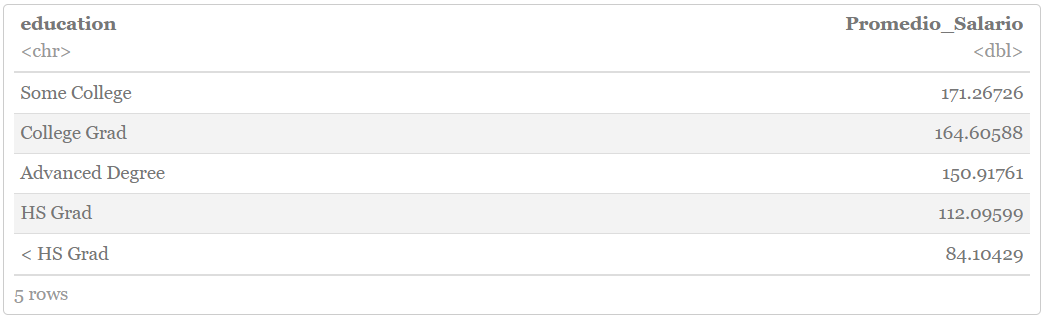 education Promedio_Salario
<chr> <dbl>
Some College 171.26726
College Grad 164.60588
Advanced Degree 150.91761
HS Grad 112.09599
< HS Grad 84.10429
5 rows